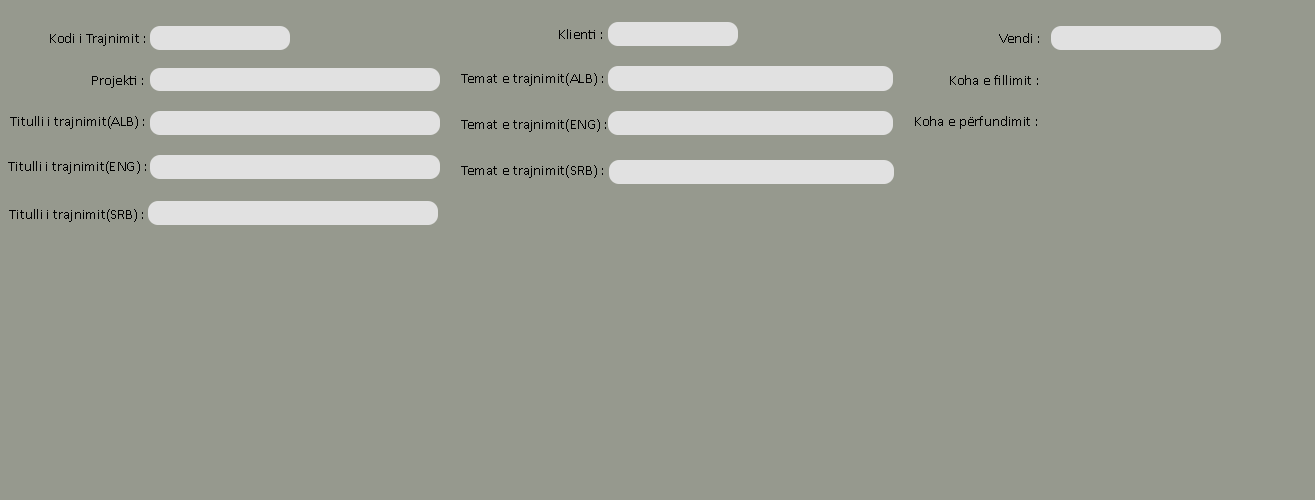 Kodi i Trajnimit :
Projekti :
Titulli i trajnimit(ALB) :
Titulli i trajnimit(ENG) :
Titulli i trajnimit(SRB) :
Klienti :
Temat e trajnimit(ALB) :
Temat e trajnimit(ENG) :
Temat e trajnimit(SRB) :
Vendi :
Koha e fillimit :
Koha e përfundimit :